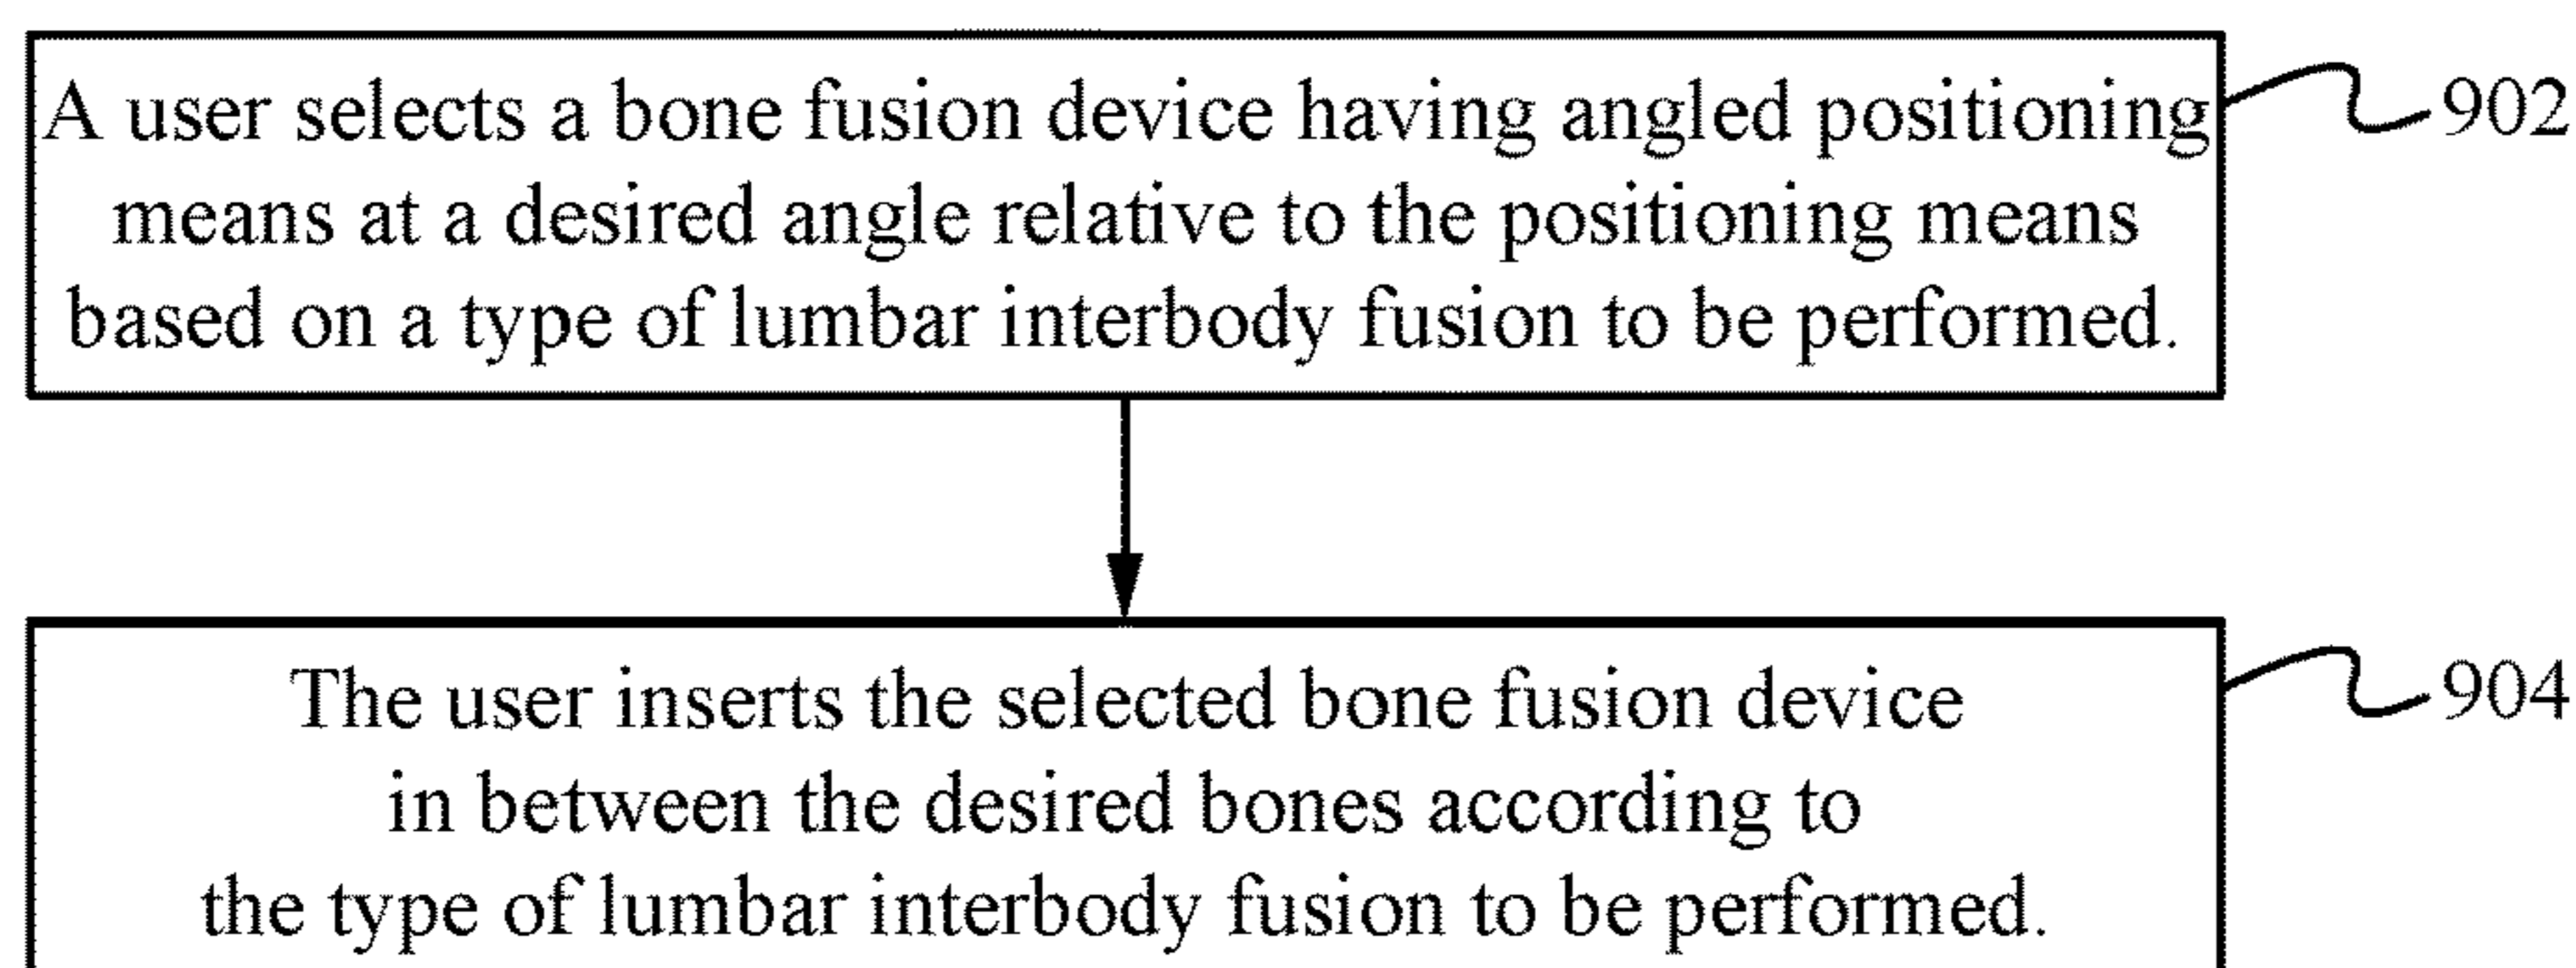 A user selects a bone fusion device having angled positioning
means at a desired angle relative to the positioning means
based on a type of lumbar interbody fusion to be performed.
902
The user inserts the selected bone fusion device
in between the desired bones according to
the type of lumbar interbody fusion to be performed.
904